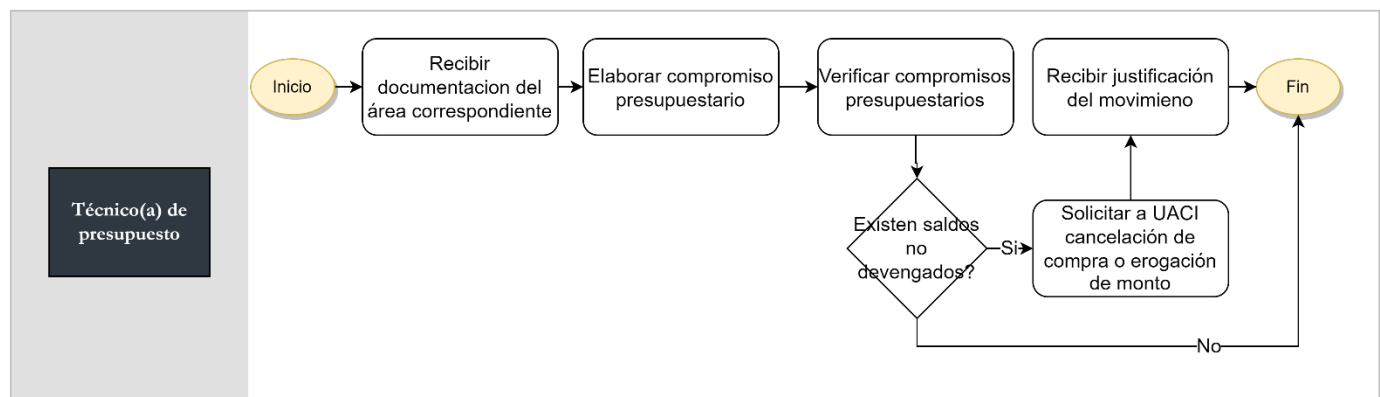 Técnico(a) de
presupuesto
Inicio
Recibir
documentacion del
área correspondiente
Elaborar compromiso
presupuestario
Verificar compromisos
presupuestarios
Existen saldos
no
devengados?
Si
Solicitar a UACI
cancelación de
compra o erogación
de monto
Recibir justificación
del movimieno
No
Fin